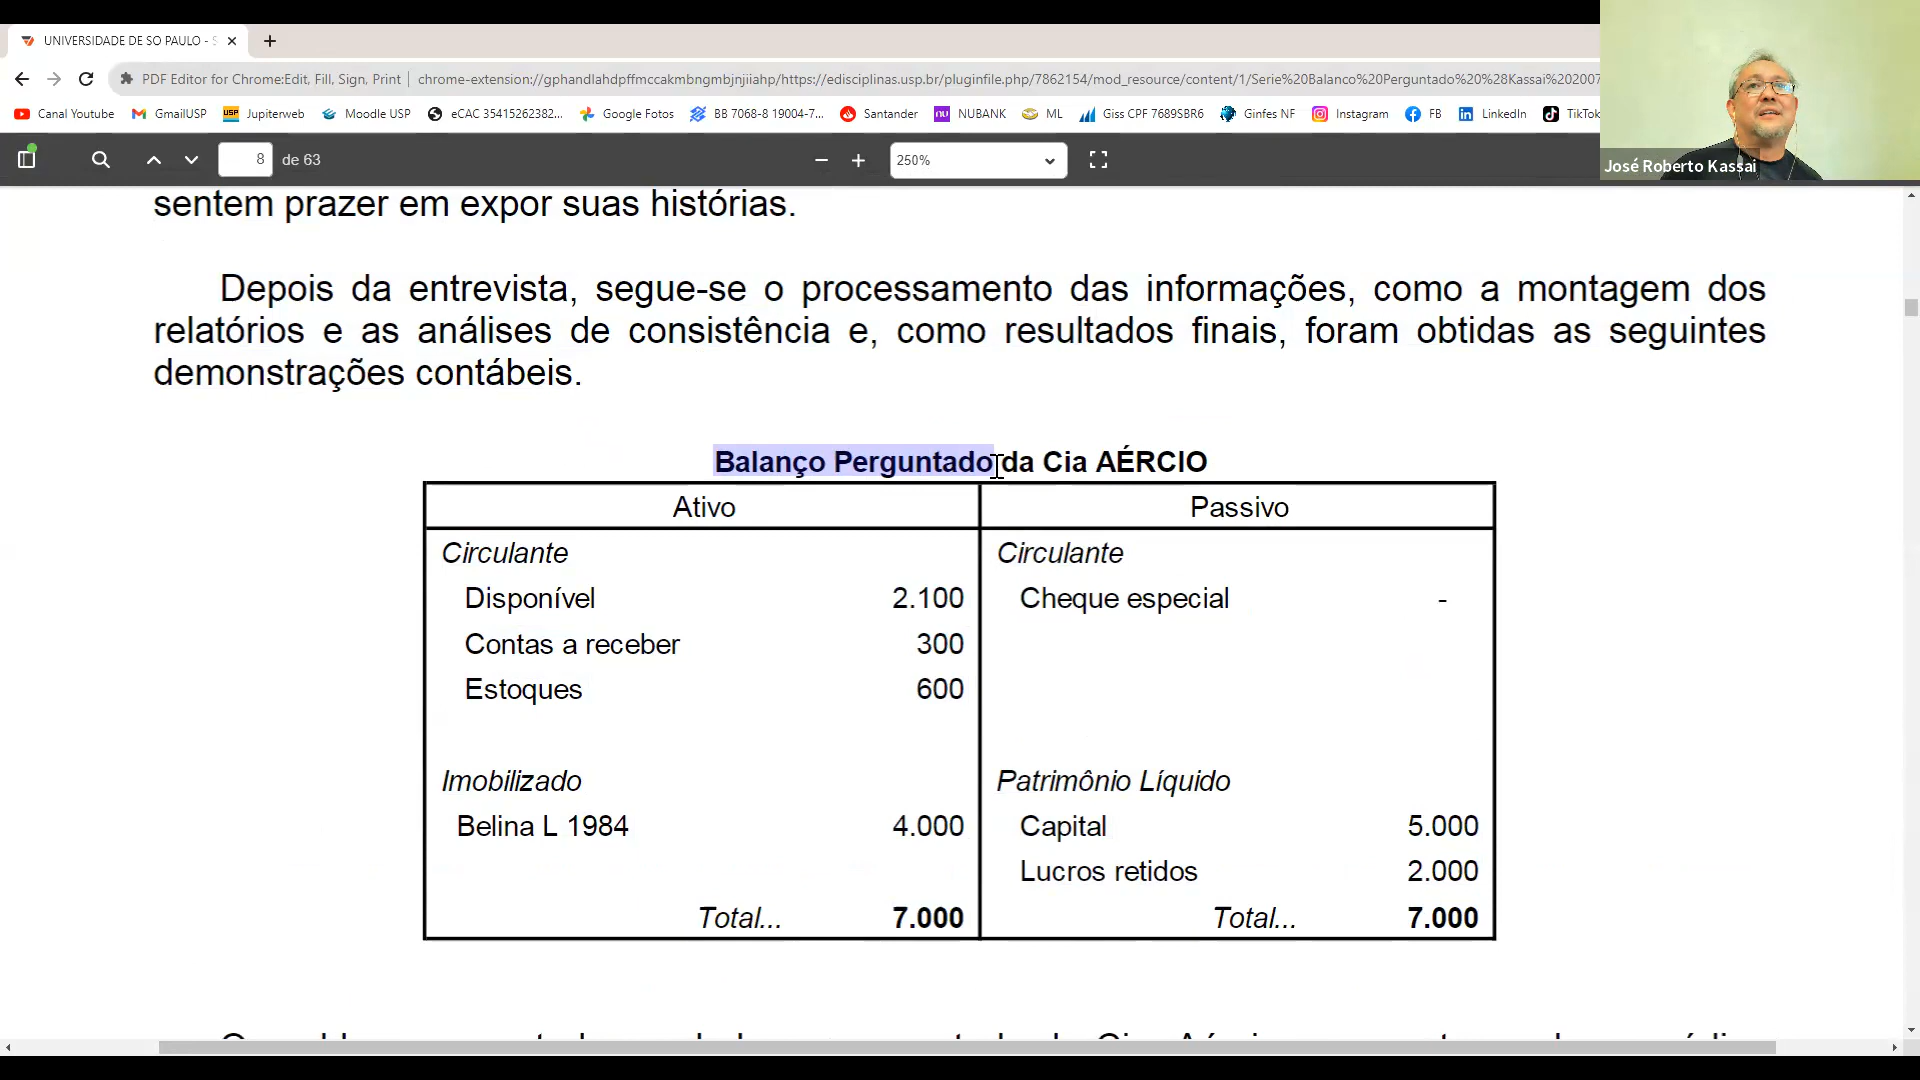 UNIVERSIDADE DE SO PAULO - S
PDF Editor for Chrome:Edit, Fill, Sign, Print
chrome-extension://gphandlahdpffmccakmbngmbjnjiiahp/https://edisciplinas.usp.br/pluginfile.php/7862154/mod_resource/content/1/Serie%20Balanco%20Perguntado%20%28Kassai%202007
Canal Youtube
GmailUSP
USP
Jupiterweb
Moodle USP
eCAC 35415262382...
Google Fotos
BB 7068-8 19004-7...
Santander
nu
NUBANK
ML
Giss CPF 7689SBR6
Ginfes NF
Instagram
FB
LinkedIn
TikTok
8 de 63
250%
José Roberto Kassai
sentem prazer em expor suas histórias.
Depois da entrevista, segue-se o processamento das informações, como a montagem dos
relatórios e as análises de consistência e, como resultados finais, foram obtidas as seguintes
demonstrações contábeis.
Balanço Perguntado da Cia AÉRCIO
Ativo Passivo
Circulante Circulante
Disponível 2.100 Cheque especial -
Contas a receber 300
Estoques 600
Imobilizado Patrimônio Líquido
Belina L 1984 4.000 Capital 5.000
Lucros retidos 2.000
Total... 7.000 Total... 7.000